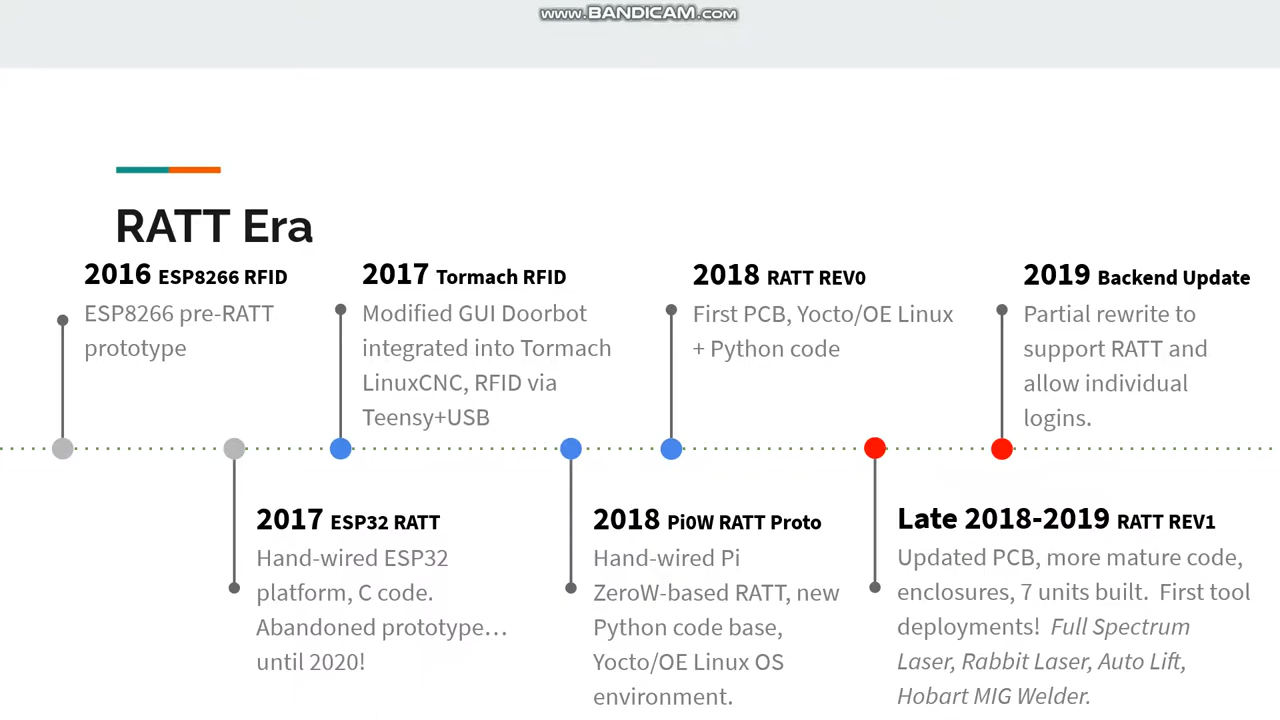 www.BANDICAM.com
RATT Era
2016 ESP8266 RFID
ESP8266 pre-RATT
prototype
2017 Tormach RFID
Modified GUI Doorbot
integrated into Tormach
LinuxCNC, RFID via
Teensy+USB
2018 RATT REV0
First PCB, Yocto/OE Linux
+ Python code
2019 Backend Update
Partial rewrite to
support RATT and
allow individual
logins.
2017 ESP32 RATT
Hand-wired ESP32
platform, C code.
Abandoned prototype…
until 2020!
2018 Pi0W RATT Proto
Hand-wired Pi
ZeroW-based RATT, new
Python code base,
Yocto/OE Linux OS
environment.
Late 2018-2019 RATT REV1
Updated PCB, more mature code,
enclosures, 7 units built.  First tool
deployments!  Full Spectrum
Laser, Rabbit Laser, Auto Lift,
Hobart MIG Welder.